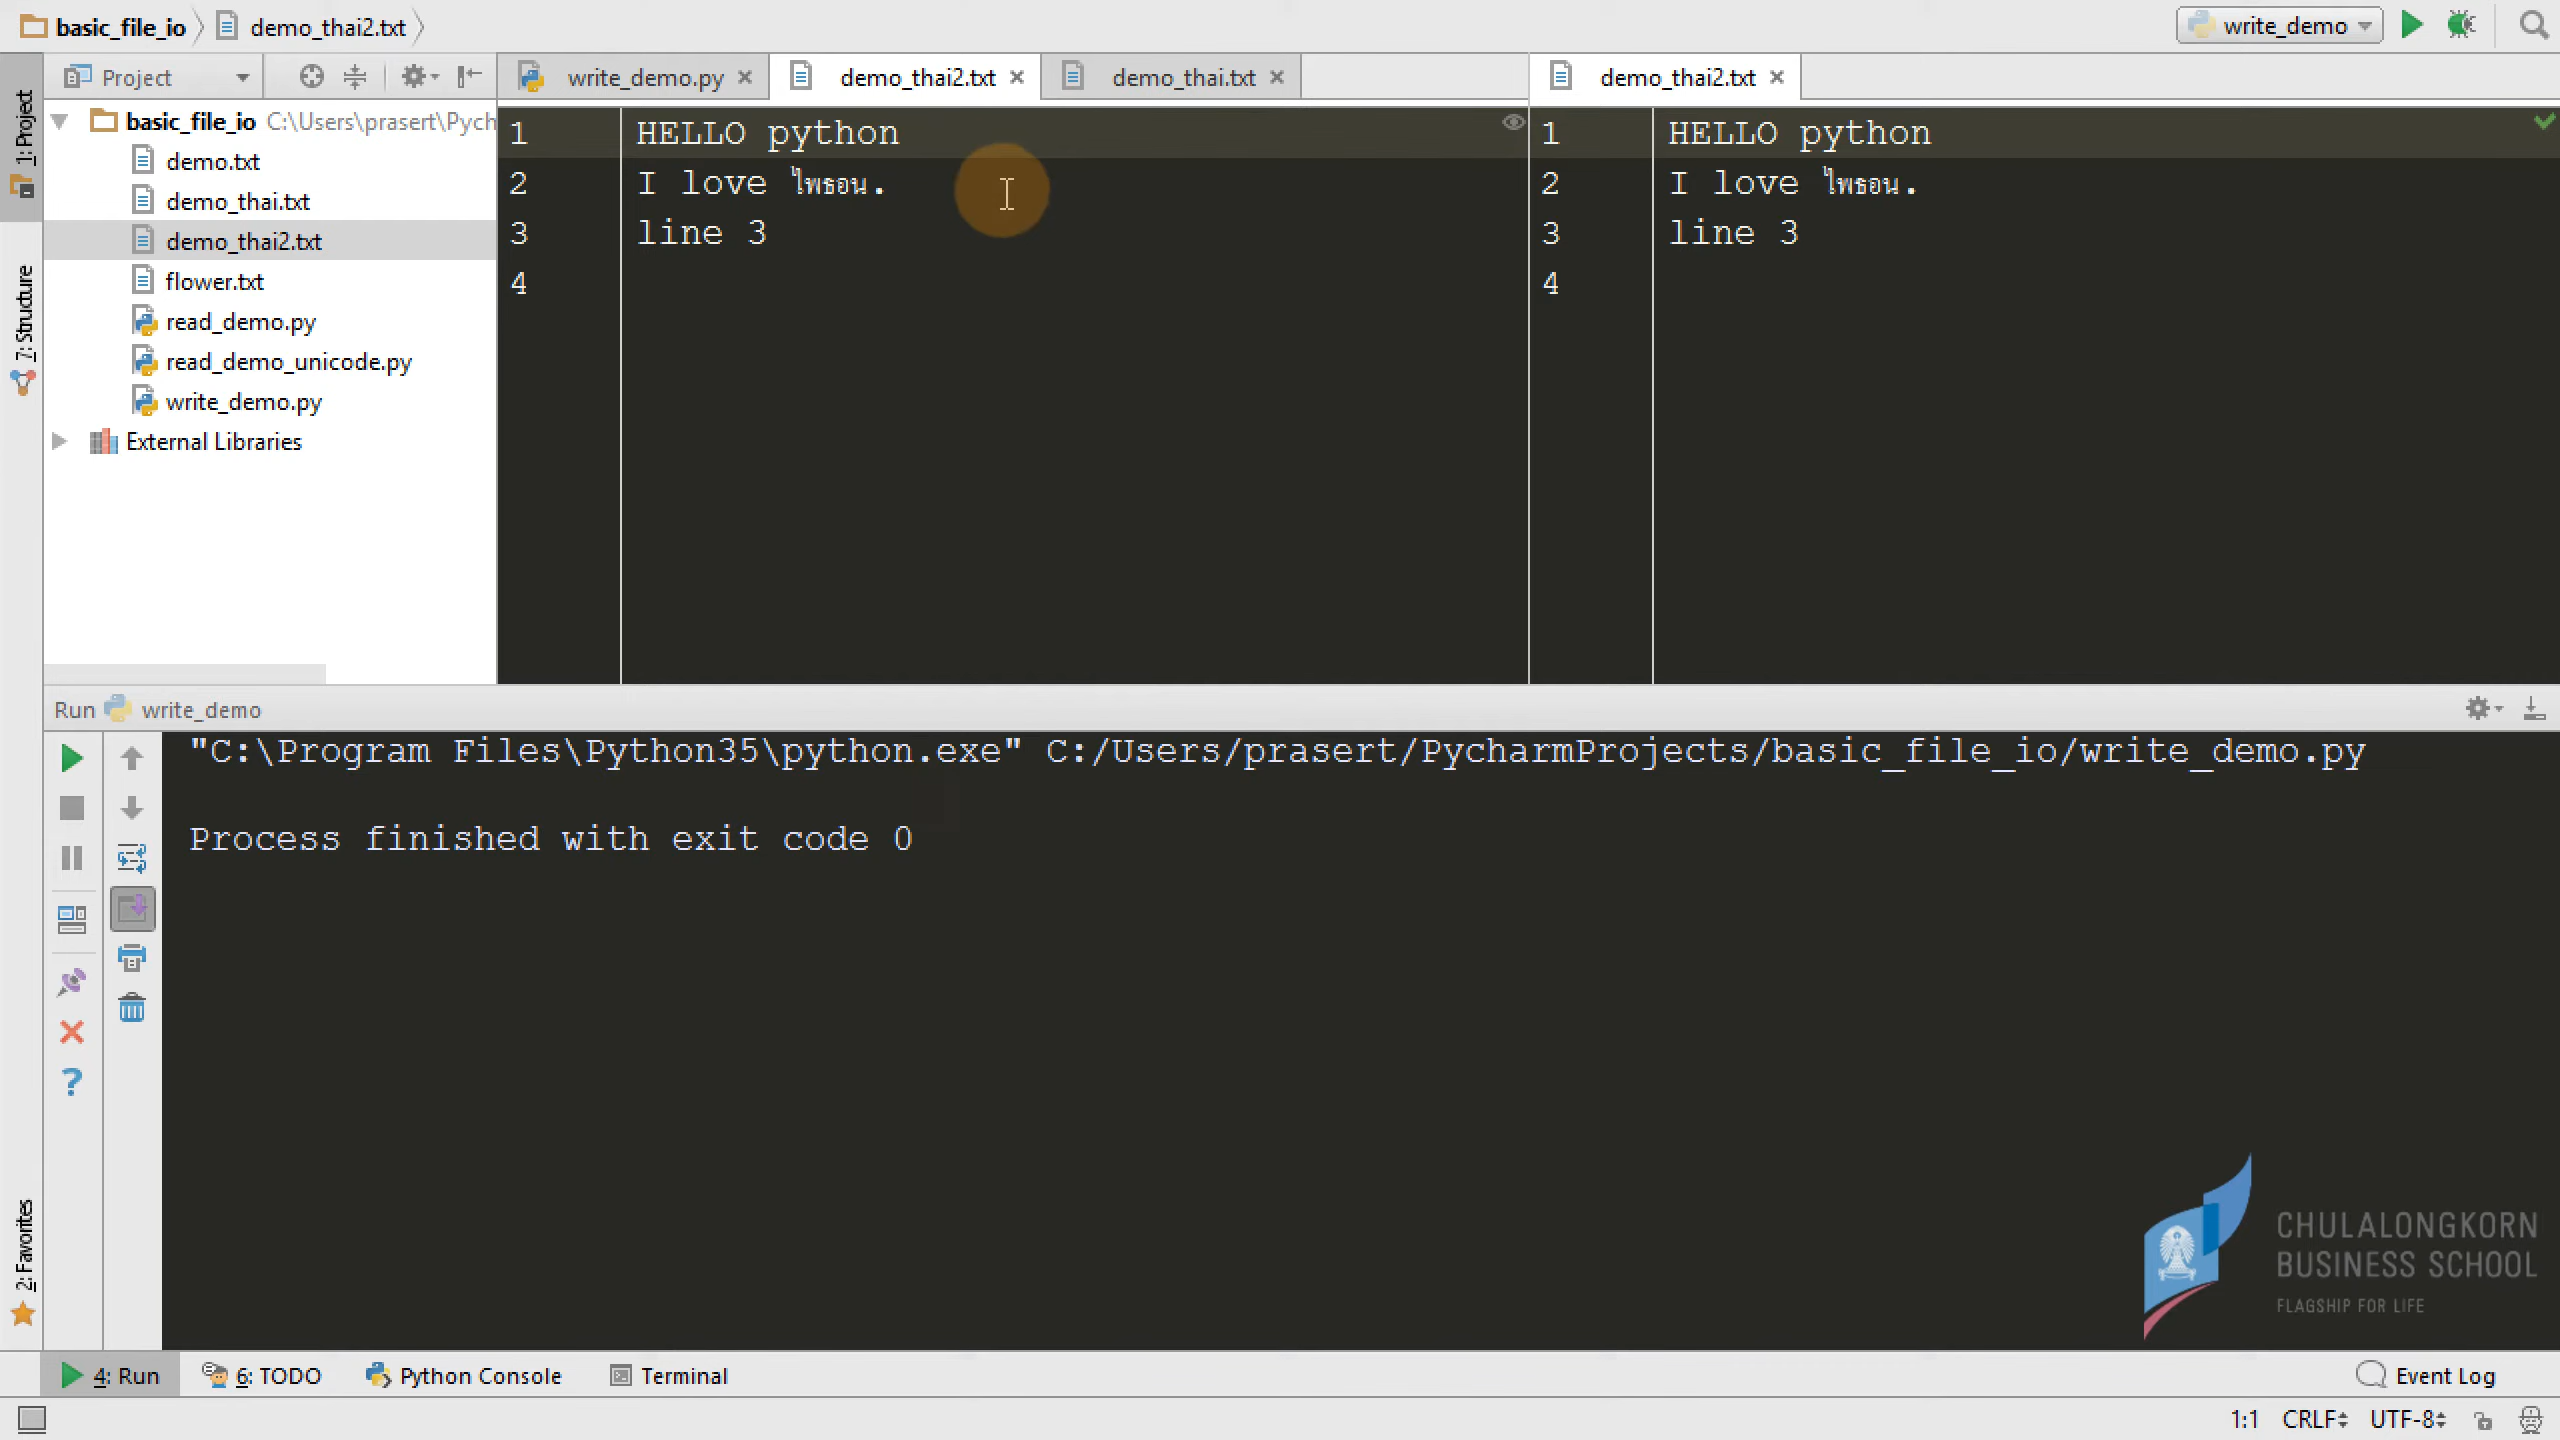 basic_file_io demo_thai2.txt write_demo
1: Project
7: Structure
2: Favorites
Project
basic_file_io C:\Users\prasert\Pych
demo.txt
demo_thai.txt
demo_thai2.txt
flower.txt
read_demo.py
read_demo_unicode.py
write_demo.py
External Libraries
write_demo.py demo_thai2.txt demo_thai.txt
1 HELLO python
2 I love ไพธอน.
3 line 3
4
demo_thai2.txt
1 HELLO python
2 I love ไพธอน.
3 line 3
4
Run write_demo
"C:\Program Files\Python35\python.exe" C:/Users/prasert/PycharmProjects/basic_file_io/write_demo.py
Process finished with exit code 0
CHULALONGKORN
BUSINESS SCHOOL
FLAGSHIP FOR LIFE
4: Run 6: TODO Python Console Terminal Event Log
1:1 CRLF UTF-8